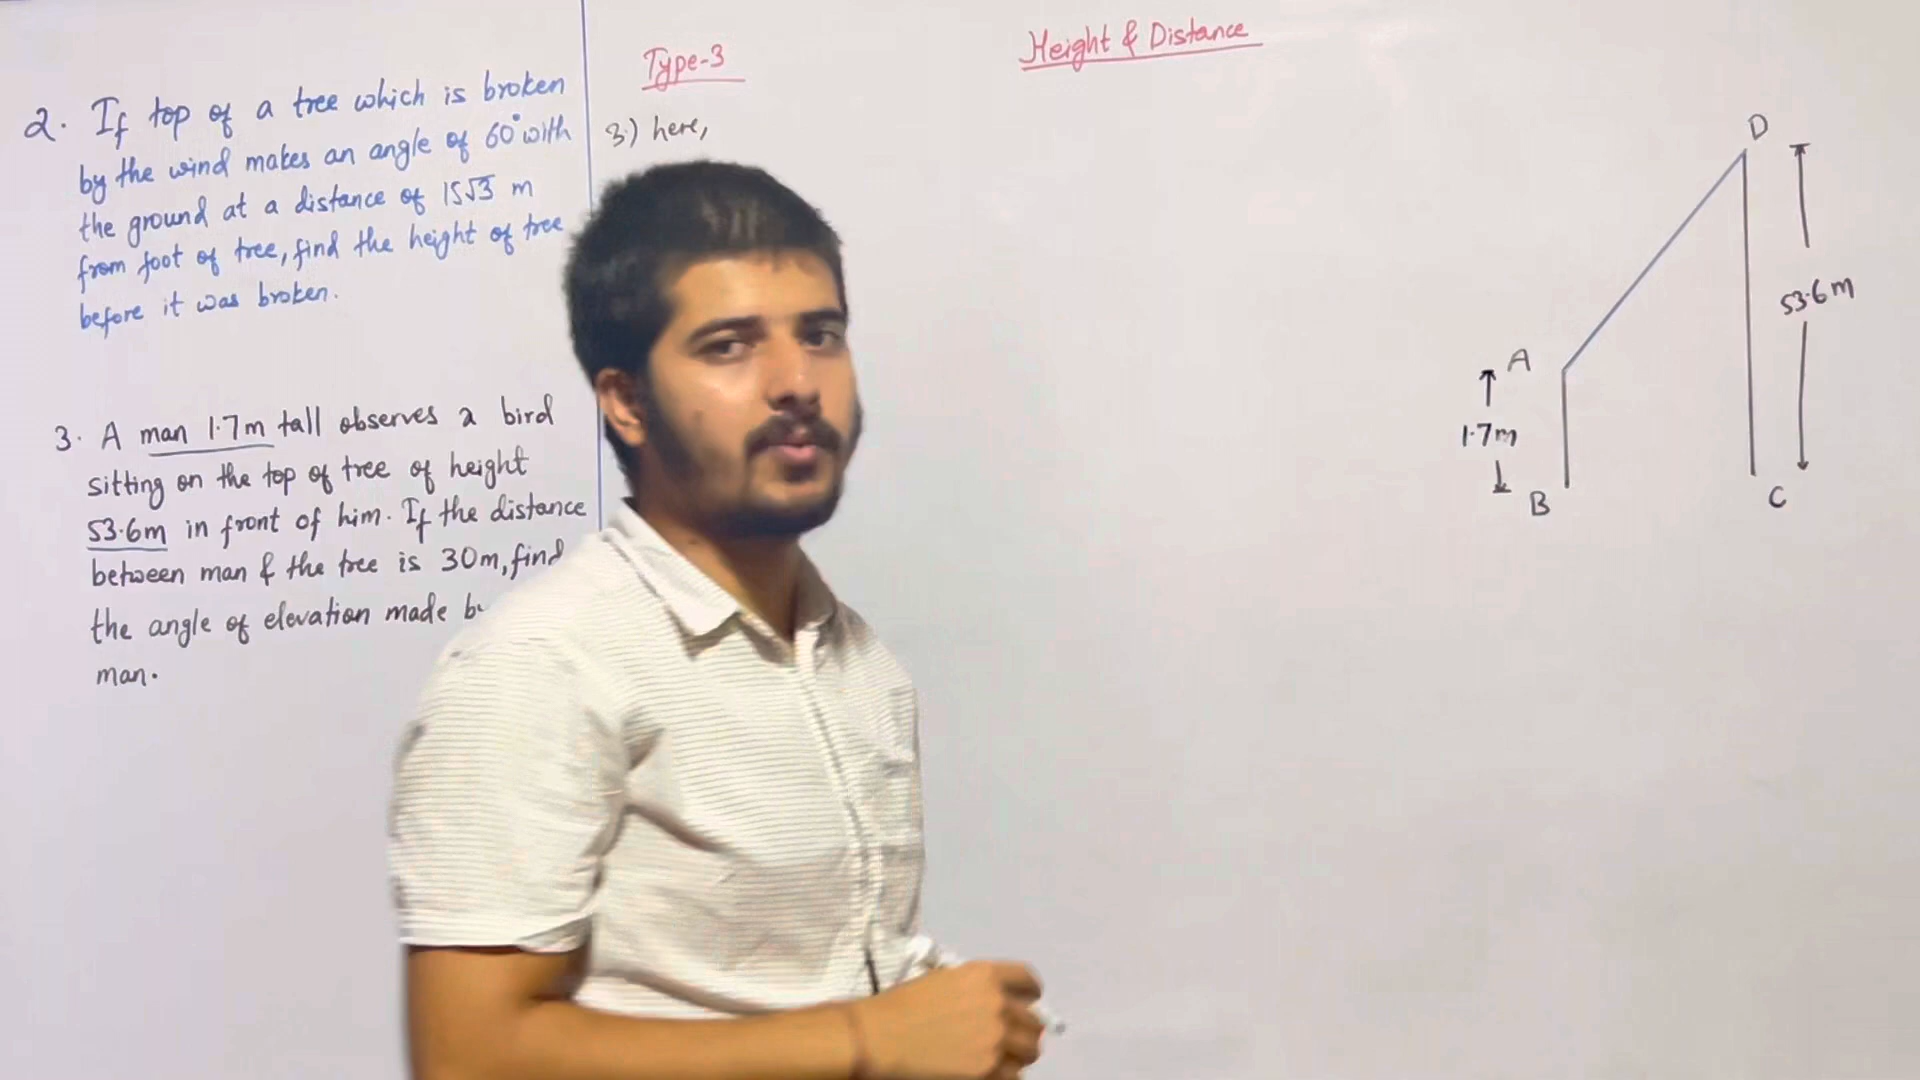 Type-3
Height & Distance
2. If top of a tree which is broken
by the wind makes an angle of 60° with
the ground at a distance of 15√3 m
from foot of tree, find the height of tree
before it was broken.
3. A man 1.7m tall observes a bird
sitting on the top of tree of height
53.6m in front of him. If the distance
between man & the tree is 30m, find
the angle of elevation made
man.
3.) here,
D
53.6m
A
1.7m
B
C